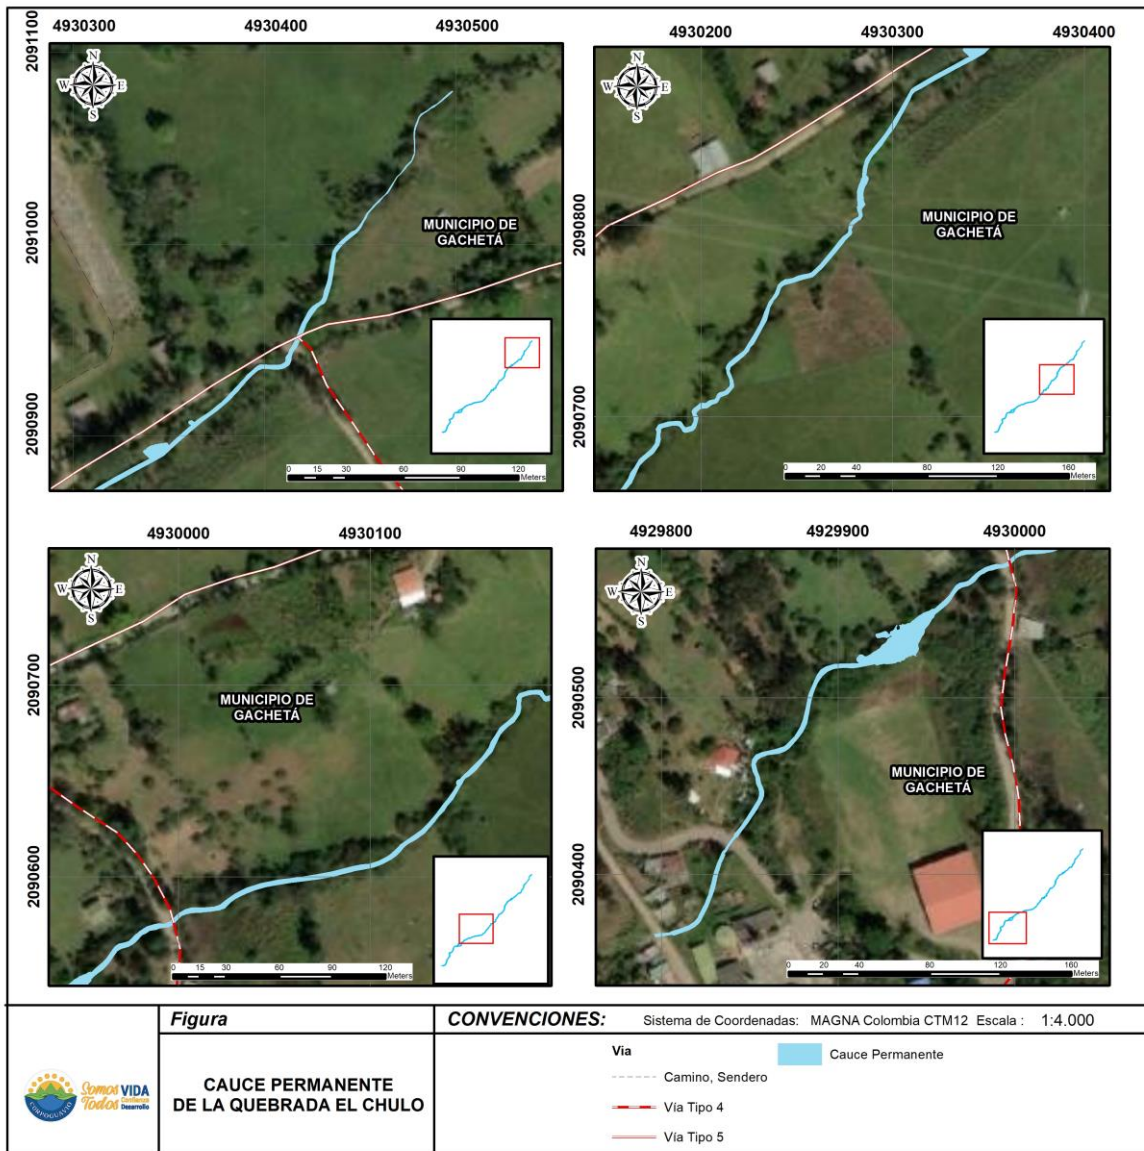 4930300 4930400 4930500
2091100
2091000
2090900
N
W E
S
MUNICIPIO DE
GACHETÁ
0 15 30 60 90 120
Meters
4930200 4930300 4930400
2090800
2090700
N
W E
S
MUNICIPIO DE
GACHETÁ
0 20 40 80 120 160
Meters
4930000 4930100
2090700
2090600
N
W E
S
MUNICIPIO DE
GACHETÁ
0 15 30 60 90 120
Meters
4929800 4929900 4930000
2090500
2090400
N
W E
S
MUNICIPIO DE
GACHETÁ
0 20 40 80 120 160
Meters
CORPOGUAVIO
Somos VIDA
Todos Confianza
Desarrollo
Figura
CAUCE PERMANENTE
DE LA QUEBRADA EL CHULO
CONVENCIONES: Sistema de Coordenadas: MAGNA Colombia CTM12 Escala : 1:4.000
Via
Camino, Sendero
Vía Tipo 4
Vía Tipo 5
Cauce Permanente